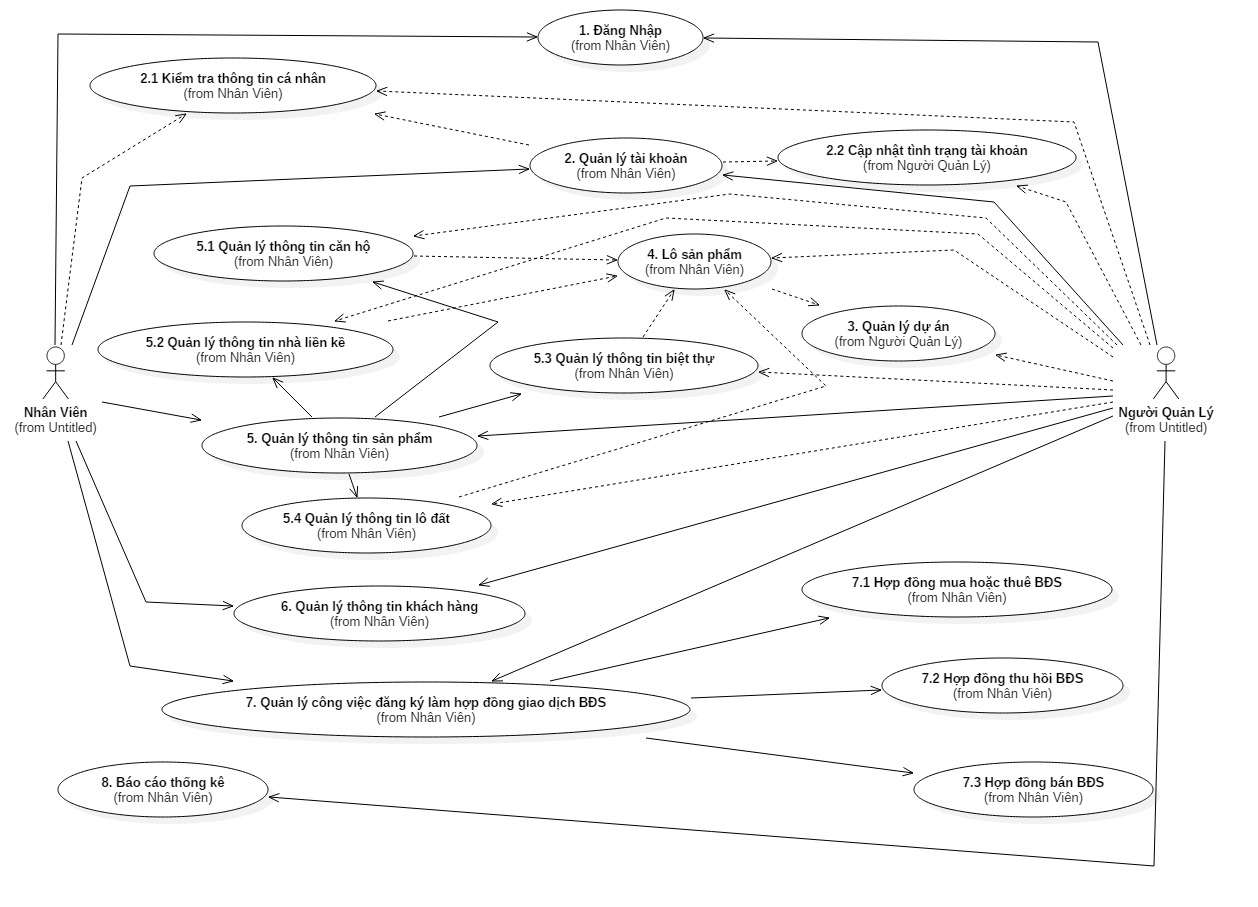 1. Đăng Nhập
(from Nhân Viên)
2.1 Kiểm tra thông tin cá nhân
(from Nhân Viên)
2. Quản lý tài khoản
(from Nhân Viên)
2.2 Cập nhật tình trạng tài khoản
(from Người Quản Lý)
5.1 Quản lý thông tin căn hộ
(from Nhân Viên)
4. Lô sản phẩm
(from Nhân Viên)
5.2 Quản lý thông tin nhà liền kề
(from Nhân Viên)
3. Quản lý dự án
(from Người Quản Lý)
5.3 Quản lý thông tin biệt thự
(from Nhân Viên)
Nhân Viên
(from Untitled)
Người Quản Lý
(from Untitled)
5. Quản lý thông tin sản phẩm
(from Nhân Viên)
5.4 Quản lý thông tin lô đất
(from Nhân Viên)
7.1 Hợp đồng mua hoặc thuê BĐS
(from Nhân Viên)
6. Quản lý thông tin khách hàng
(from Nhân Viên)
7.2 Hợp đồng thu hồi BĐS
(from Nhân Viên)
7. Quản lý công việc đăng ký làm hợp đồng giao dịch BĐS
(from Nhân Viên)
8. Báo cáo thống kê
(from Nhân Viên)
7.3 Hợp đồng bán BĐS
(from Nhân Viên)